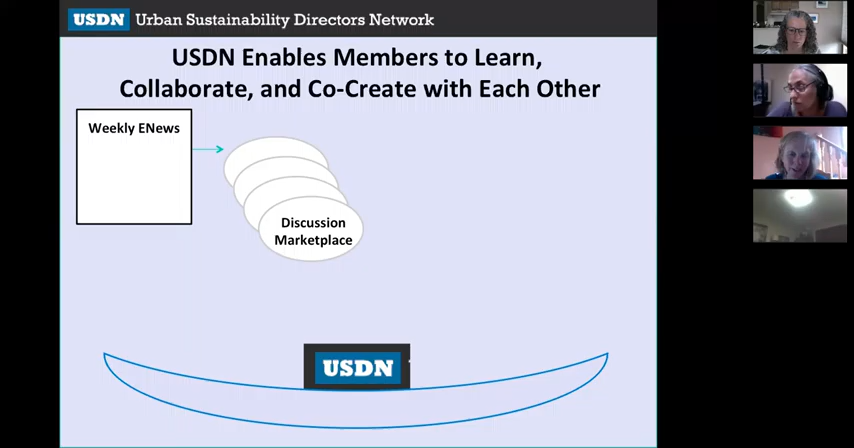 USDN Urban Sustainability Directors Network
USDN Enables Members to Learn,
Collaborate, and Co-Create with Each Other
Weekly ENews
Discussion
Marketplace
USDN